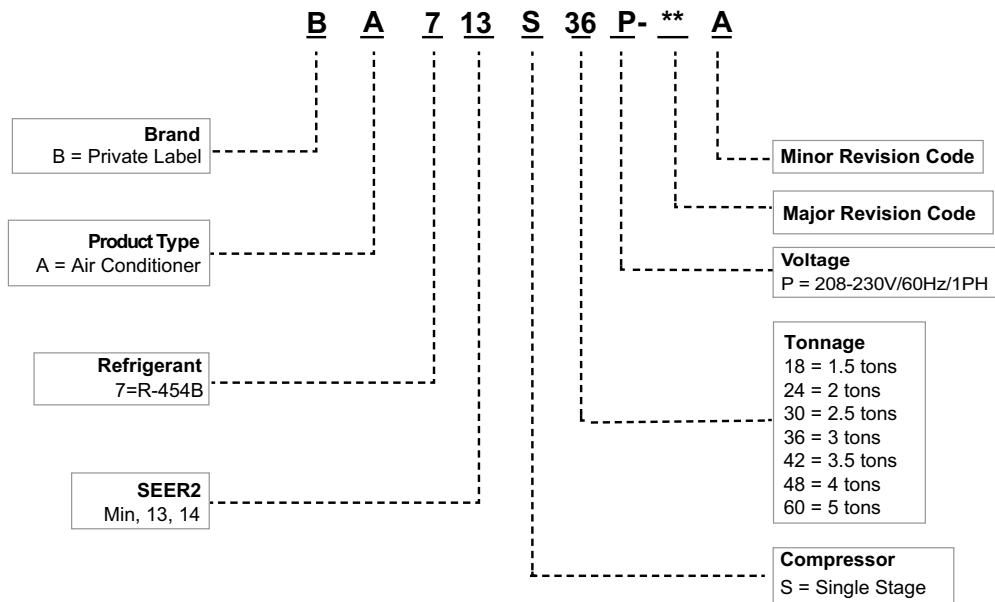 B A 7 13 S 36 P- ** A
Brand
B = Private Label
Product Type
A = Air Conditioner
Refrigerant
7=R-454B
SEER2
Min, 13, 14
Minor Revision Code
Major Revision Code
Voltage
P = 208-230V/60Hz/1PH
Tonnage
18 = 1.5 tons
24 = 2 tons
30 = 2.5 tons
36 = 3 tons
42 = 3.5 tons
48 = 4 tons
60 = 5 tons
Compressor
S = Single Stage